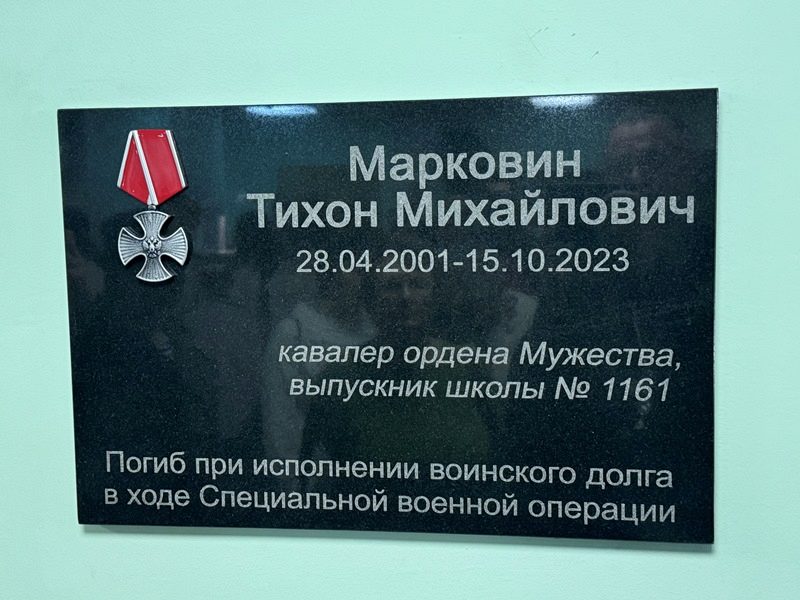 Марковин
Тихон Михайлович
28.04.2001-15.10.2023
кавалер ордена Мужества,
выпускник школы № 1161
Погиб при исполнении воинского долга
в ходе Специальной военной операции